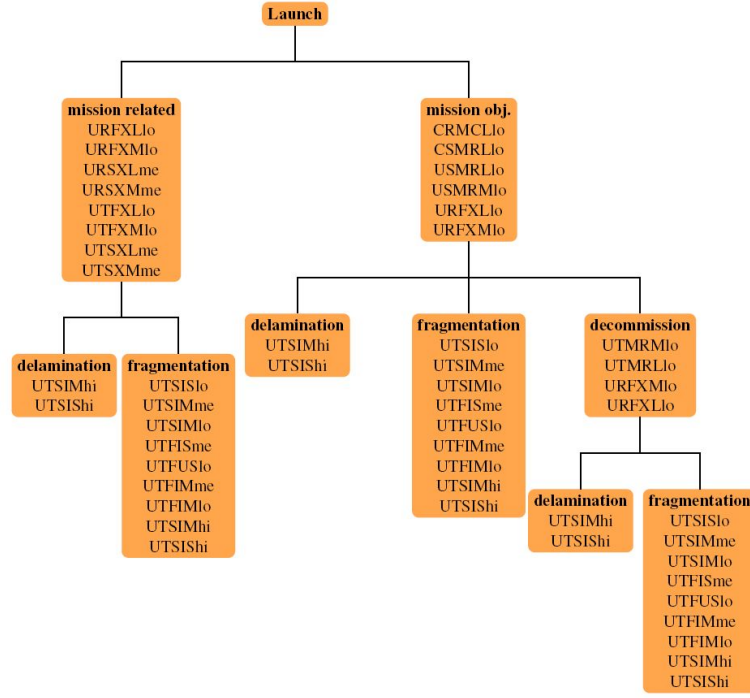 Launch
mission related
URFXLlo
URFXMlo
URSXLme
URSXMme
UTFXLlo
UTFXMlo
UTSXLme
UTSXMme
mission obj.
CRMCLlo
CSMRLlo
USMRLlo
USMRMlo
URFXLlo
URFXMlo
delamination
UTSIMhi
UTSIShi
fragmentation
UTSISlo
UTSIMme
UTSIMlo
UTFISme
UTFUSlo
UTFIMme
UTFIMlo
UTSIMhi
UTSIShi
delamination
UTSIMhi
UTSIShi
fragmentation
UTSISlo
UTSIMme
UTSIMlo
UTFISme
UTFUSlo
UTFIMme
UTFIMlo
UTSIMhi
UTSIShi
decommission
UTMRMlo
UTMRLlo
URFXMlo
URFXLlo
delamination
UTSIMhi
UTSIShi
fragmentation
UTSISlo
UTSIMme
UTSIMlo
UTFISme
UTFUSlo
UTFIMme
UTFIMlo
UTSIMhi
UTSIShi